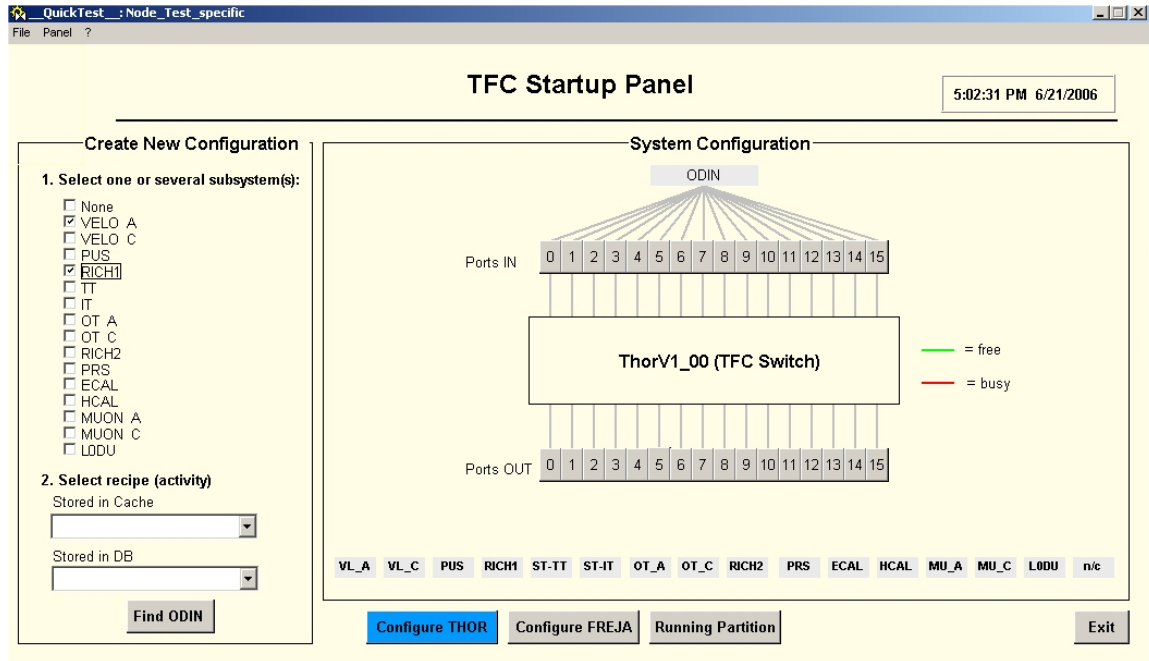 __QuickTest__: Node_Test_specific
File Panel ?
TFC Startup Panel
5:02:31 PM 6/21/2006
Create New Configuration
1. Select one or several subsystem(s):
None
VELO A
VELO C
PUS
RICH1
TT
IT
OT A
OT C
RICH2
PRS
ECAL
HCAL
MUON A
MUON C
L0DU
2. Select recipe (activity)
Stored in Cache
Stored in DB
Find ODIN
System Configuration
ODIN
Ports IN 0 1 2 3 4 5 6 7 8 9 10 11 12 13 14 15
ThorV1_00 (TFC Switch)
= free
= busy
Ports OUT 0 1 2 3 4 5 6 7 8 9 10 11 12 13 14 15
VL_A VL_C PUS RICH1 ST-TT ST-IT OT_A OT_C RICH2 PRS ECAL HCAL MU_A MU_C L0DU n/c
Configure THOR Configure FREJA Running Partition Exit